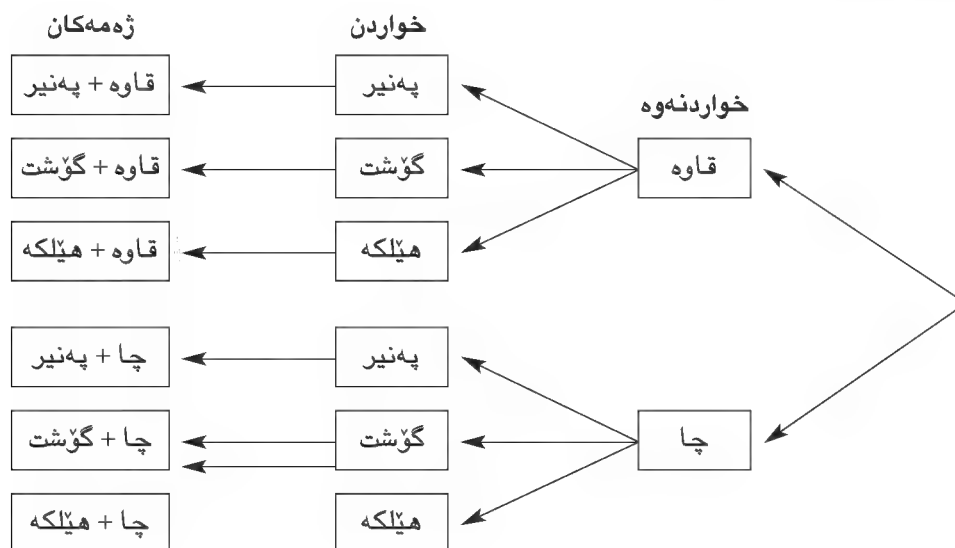 خواردنەوە
خواردن
ژەمەکان
قاوە
پەنیر
قاوە + پەنیر
گۆشت
قاوە + گۆشت
هێلکە
قاوە + هێلکە
چا
پەنیر
چا + پەنیر
گۆشت
چا + گۆشت
هێلکە
چا + هێلکە